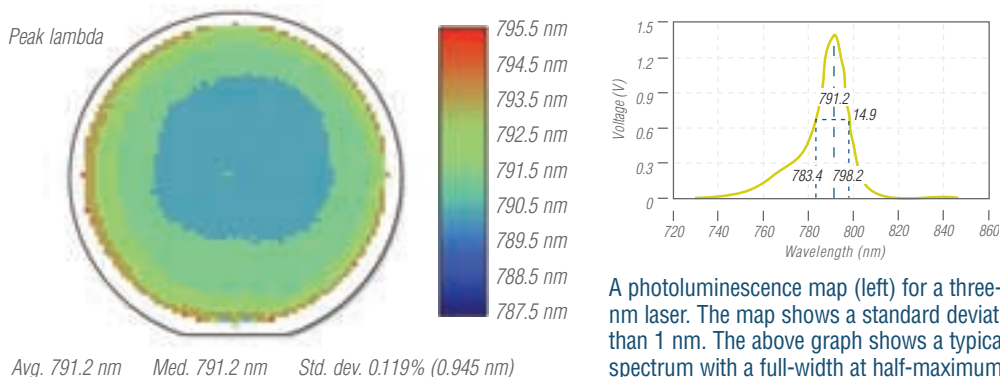 Peak lambda
795.5 nm
794.5 nm
793.5 nm
792.5 nm
791.5 nm
790.5 nm
789.5 nm
788.5 nm
787.5 nm
Avg. 791.2 nm Med. 791.2 nm Std. dev. 0.119% (0.945 nm)
1.5
1.2
0.9
0.6
0.3
0
Voltage (V)
791.2
14.9
783.4 798.2
720 740 760 780 800 820 840 860
Wavelength (nm)
A photoluminescence map (left) for a three-
nm laser. The map shows a standard deviat
than 1 nm. The above graph shows a typica
spectrum with a full-width at half-maximum